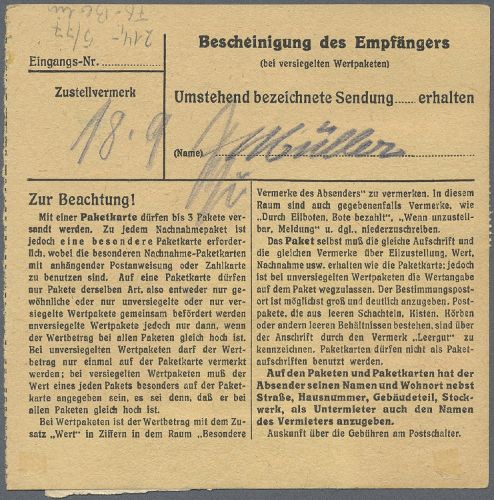 214,-
5/77
Bescheinigung des Empfängers
(bei versiegelten Wertpaketen)
Eingangs-Nr.
Zustellvermerk
18.9
Umstehend bezeichnete Sendung ...... erhalten
(Name) Müller
Zur Beachtung!
Mit einer Paketkarte dürfen bis 3 Pakete ver-
sandt werden. Zu jedem Nachnahmepaket ist
jedoch eine besondere Paketkarte erforder-
lich, wobei die besonderen Nachnahme-Paketkarten
mit anhängender Postanweisung oder Zahlkarte
zu benutzen sind. Auf eine Paketkarte dürfen
nur Pakete derselben Art, also entweder nur ge-
wöhnliche oder nur unversiegelte oder nur ver-
siegelte Wertpakete gemeinsam befördert werden
unversiegelte Wertpakete jedoch nur dann, wenn
der Wertbetrag bei allen Paketen gleich hoch ist.
Bei unversiegelten Wertpaketen darf der Wert-
betrag nur einmal auf der Paketkarte vermerkt
werden; bei versiegelten Wertpaketen muß der
Wert eines jeden Pakets besonders auf der Paket-
karte angegeben sein, es sei denn, daß er bei
allen Paketen gleich hoch ist.
Bei Wertpaketen ist der Wertbetrag mit dem Zu-
satz „Wert” in Ziffern in dem Raum „Besondere
Vermerke des Absenders” zu vermerken. In diesem
Raum sind auch gegebenenfalls Vermerke, wie
„Durch Eilboten, Bote bezahlt”, „Wenn unzustell-
bar, Meldung” u. dgl., niederzuschreiben.
Das Paket selbst muß die gleiche Aufschrift und
die gleichen Vermerke über Eilzustellung, Wert,
Nachnahme usw. erhalten wie die Paketkarte; jedoch
ist bei versiegelten Wertpaketen die Wertangabe
auf dem Paket wegzulassen. Der Bestimmungspost-
ort ist möglichst groß und deutlich anzugeben. Post-
pakete, die aus leeren Schachteln, Kisten, Körben
oder andern leeren Behältnissen bestehen, sind über
der Anschrift durch den Vermerk „Leergut” zu
kennzeichnen. Paketkarten dürfen nicht als Paket-
aufschriften benutzt werden.
Auf den Paketen und Paketkarten hat der
Absender seinen Namen und Wohnort nebst
Straße, Hausnummer, Gebäudeteil, Stock-
werk, als Untermieter auch den Namen
des Vermieters anzugeben.
Auskunft über die Gebühren am Postschalter.